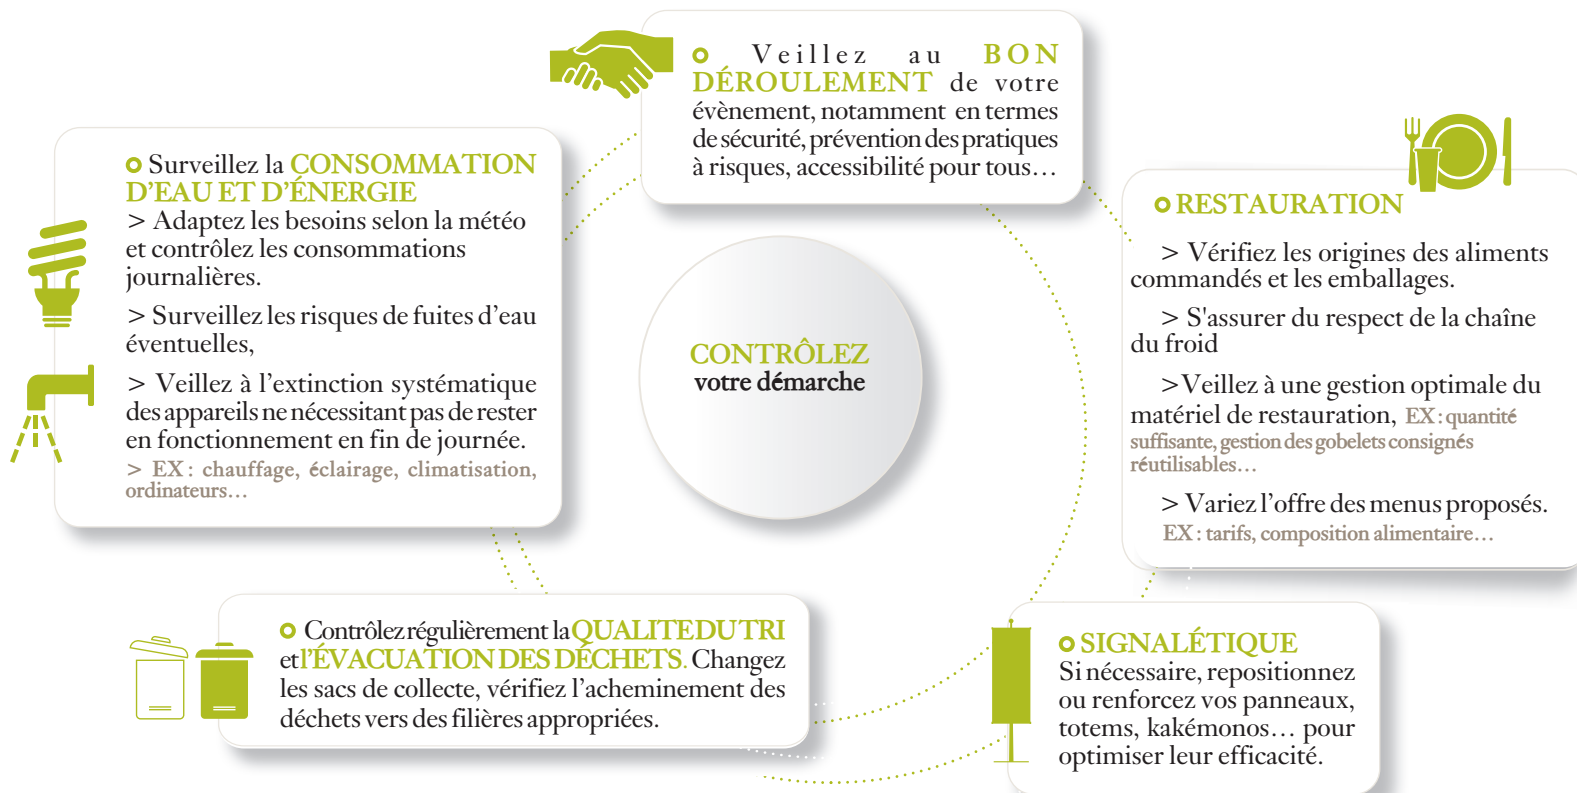 Veillez au BON
DÉROULEMENT de votre
évènement, notamment en termes
de sécurité, prévention des pratiques
à risques, accessibilité pour tous…
Surveillez la CONSOMMATION
D'EAU ET D'ÉNERGIE
> Adaptez les besoins selon la météo
et contrôlez les consommations
journalières.
> Surveillez les risques de fuites d’eau
éventuelles,
> Veillez à l’extinction systématique
des appareils ne nécessitant pas de rester
en fonctionnement en fin de journée.
> EX : chauffage, éclairage, climatisation,
ordinateurs…
CONTRÔLEZ
votre démarche
RESTAURATION
> Vérifiez les origines des aliments
commandés et les emballages.
> S'assurer du respect de la chaîne
du froid
>Veillez à une gestion optimale du
matériel de restauration, EX : quantité
suffisante, gestion des gobelets consignés
réutilisables…
> Variez l’offre des menus proposés.
EX : tarifs, composition alimentaire…
Contrôlez régulièrement la QUALITE DU TRI
et l'ÉVACUATION DES DÉCHETS. Changez
les sacs de collecte, vérifiez l’acheminement des
déchets vers des filières appropriées.
SIGNALÉTIQUE
Si nécessaire, repositionnez
ou renforcez vos panneaux,
totems, kakémonos… pour
optimiser leur efficacité.